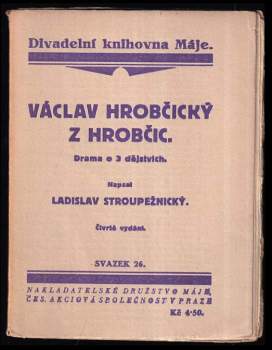 Divadelní knihovna Máje.
VÁCLAV HROBČICKÝ
Z HROBČIC.
Drama o 3 dějstvích.
Napsal
LADISLAV STROUPEŽNICKÝ.
Čtvrté vydání.
SVAZEK 26.
NAKLADATELSKÉ DRUŽSTVO MÁJE,
ČES. AKCIOVÁ SPOLEČNOST V PRAZE
Kč 4·50.